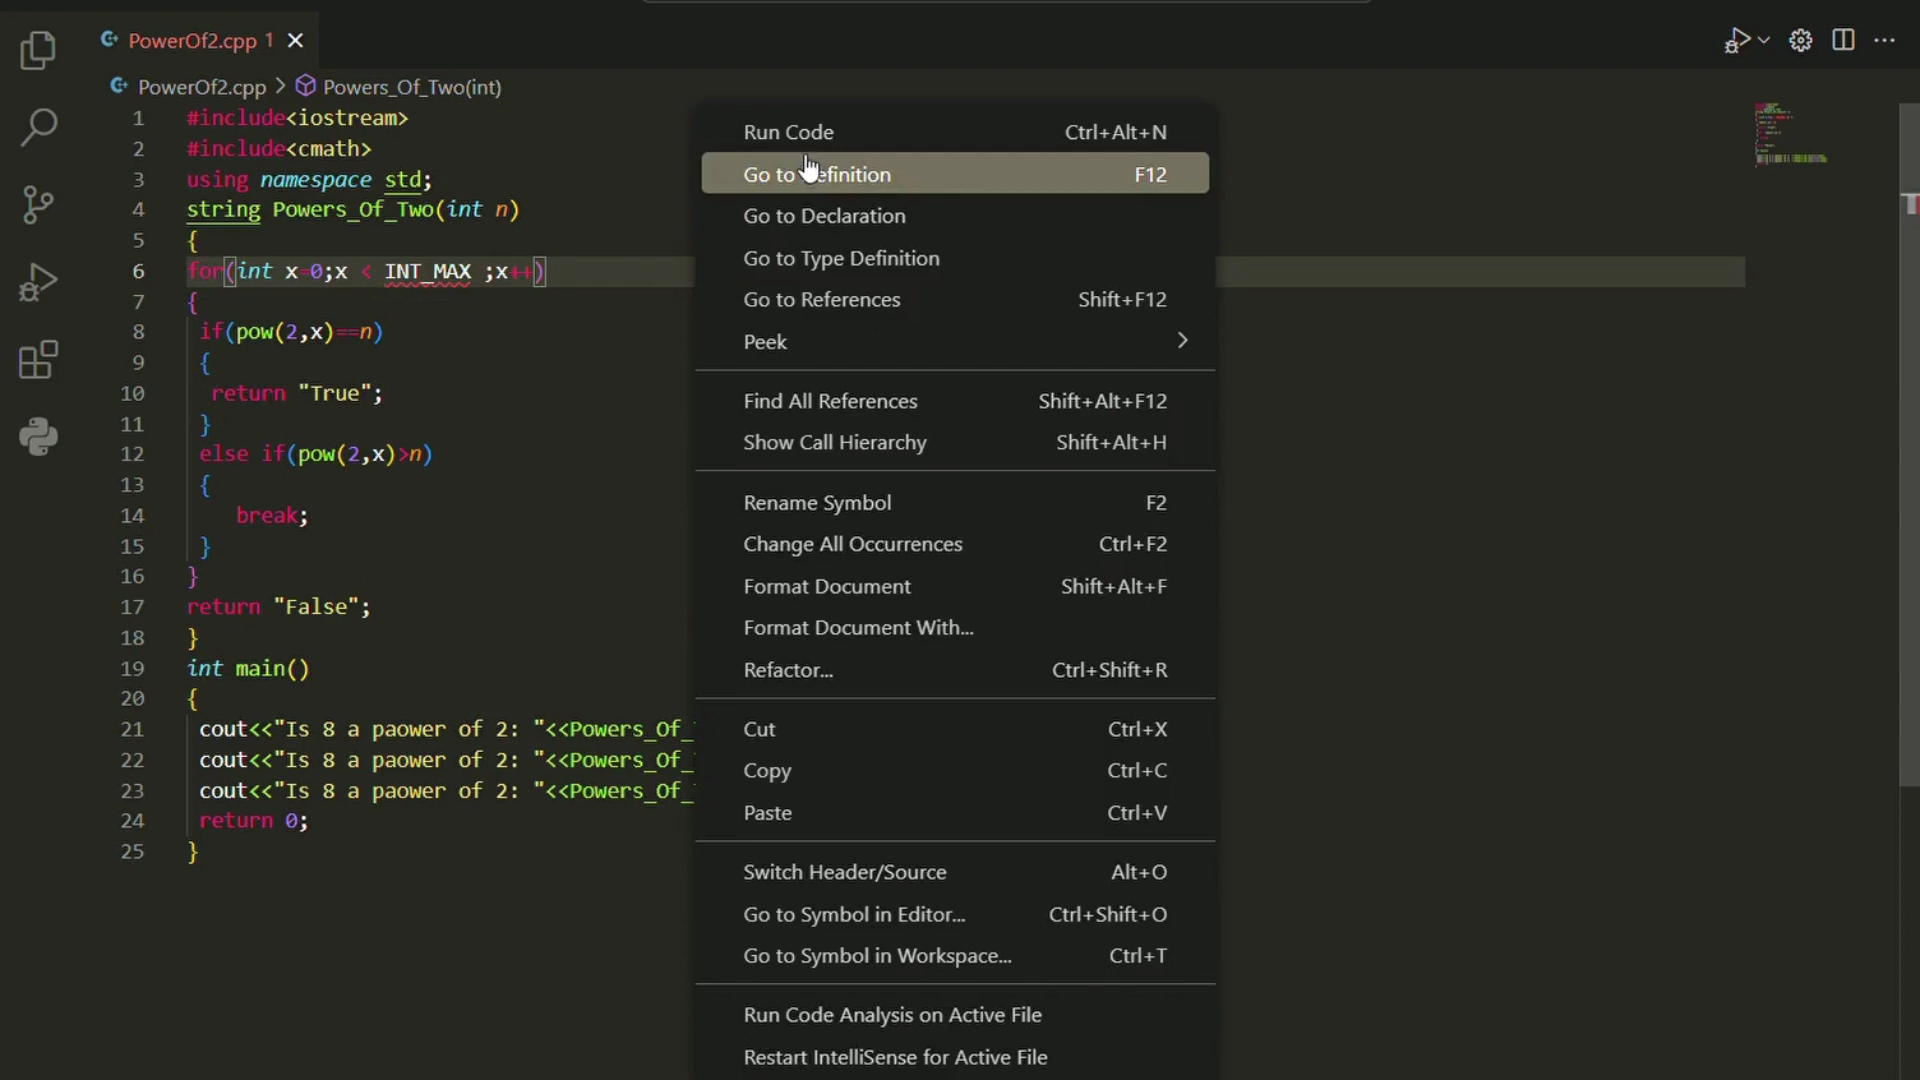 PowerOf2.cpp 1
PowerOf2.cpp > Powers_Of_Two(int)
1 #include<iostream>
2 #include<cmath>
3 using namespace std;
4 string Powers_Of_Two(int n)
5 {
6 for(int x=0;x < INT_MAX ;x++)
7 {
8 if(pow(2,x)==n)
9 {
10 return "True";
11 }
12 else if(pow(2,x)>n)
13 {
14 break;
15 }
16 }
17 return "False";
18 }
19 int main()
20 {
21 cout<<"Is 8 a paower of 2: "<<Powers_Of_
22 cout<<"Is 8 a paower of 2: "<<Powers_Of_
23 cout<<"Is 8 a paower of 2: "<<Powers_Of_
24 return 0;
25 }
Run Code Ctrl+Alt+N
Go to efinition F12
Go to Declaration
Go to Type Definition
Go to References Shift+F12
Peek
Find All References Shift+Alt+F12
Show Call Hierarchy Shift+Alt+H
Rename Symbol F2
Change All Occurrences Ctrl+F2
Format Document Shift+Alt+F
Format Document With...
Refactor... Ctrl+Shift+R
Cut Ctrl+X
Copy Ctrl+C
Paste Ctrl+V
Switch Header/Source Alt+O
Go to Symbol in Editor... Ctrl+Shift+O
Go to Symbol in Workspace... Ctrl+T
Run Code Analysis on Active File
Restart IntelliSense for Active File